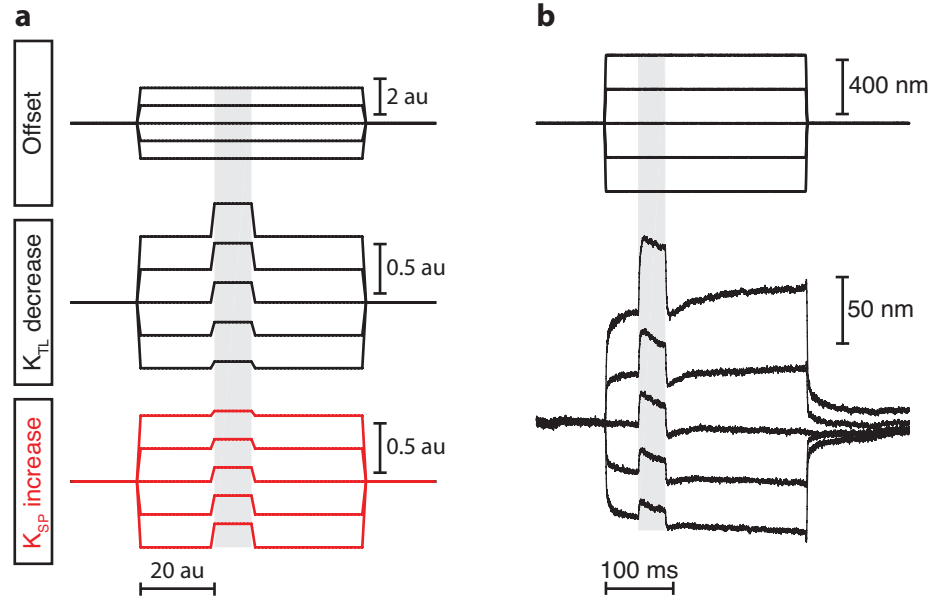 a
b
Offset
2 au
400 nm
K_TL decrease
0.5 au
50 nm
K_SP increase
0.5 au
20 au
100 ms